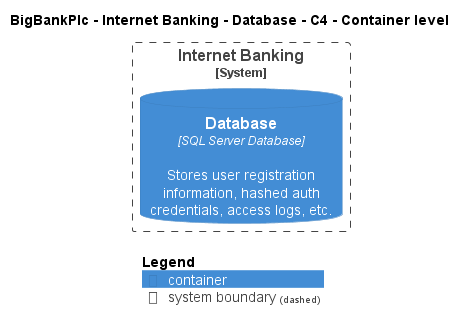 BigBankPlc - Internet Banking - Database - C4 - Container level
Internet Banking
[System]
Database
[SQL Server Database]
Stores user registration
information, hashed auth
credentials, access logs, etc.
Legend
container
system boundary (dashed)